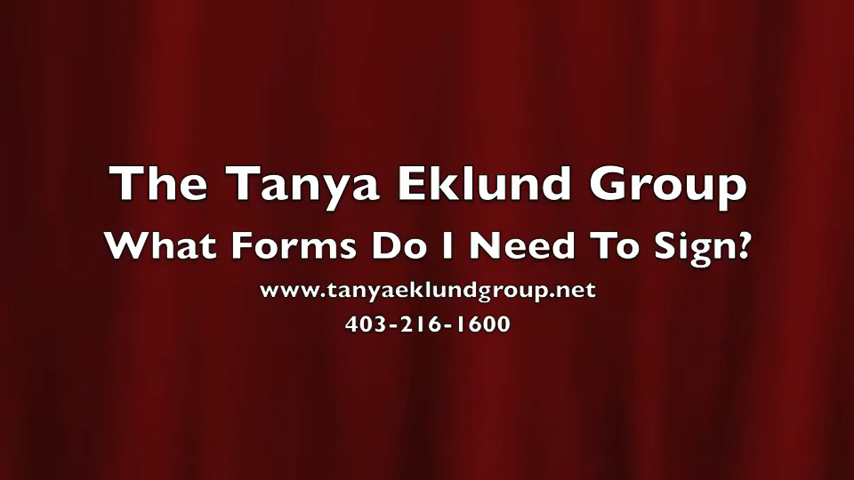 The Tanya Eklund Group
What Forms Do I Need To Sign?
www.tanyaeklundgroup.net
403-216-1600